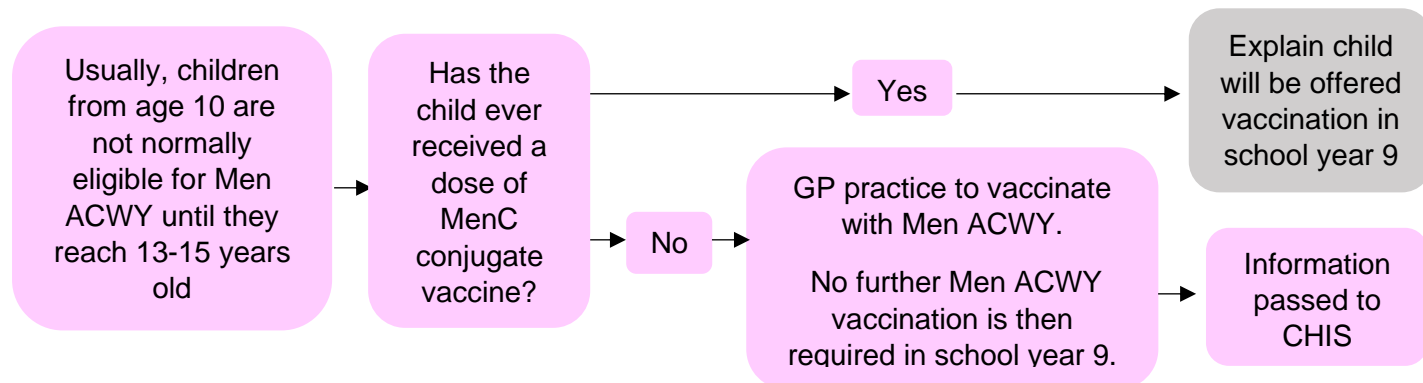 Usually, children
from age 10 are
not normally
eligible for Men
ACWY until they
reach 13-15 years
old
Has the
child ever
received a
dose of
MenC
conjugate
vaccine?
Yes
Explain child
will be offered
vaccination in
school year 9
No
GP practice to vaccinate
with Men ACWY.
No further Men ACWY
vaccination is then
required in school year 9.
Information
passed to
CHIS